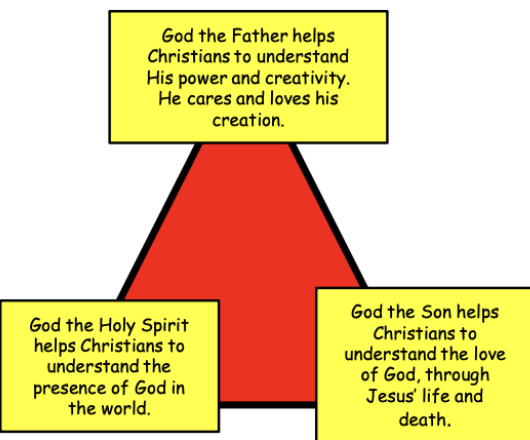 God the Father helps
Christians to understand
His power and creativity.
He cares and loves his
creation.
God the Holy Spirit
helps Christians to
understand the
presence of God in
the world.
God the Son helps
Christians to
understand the love
of God, through
Jesus' life and
death.